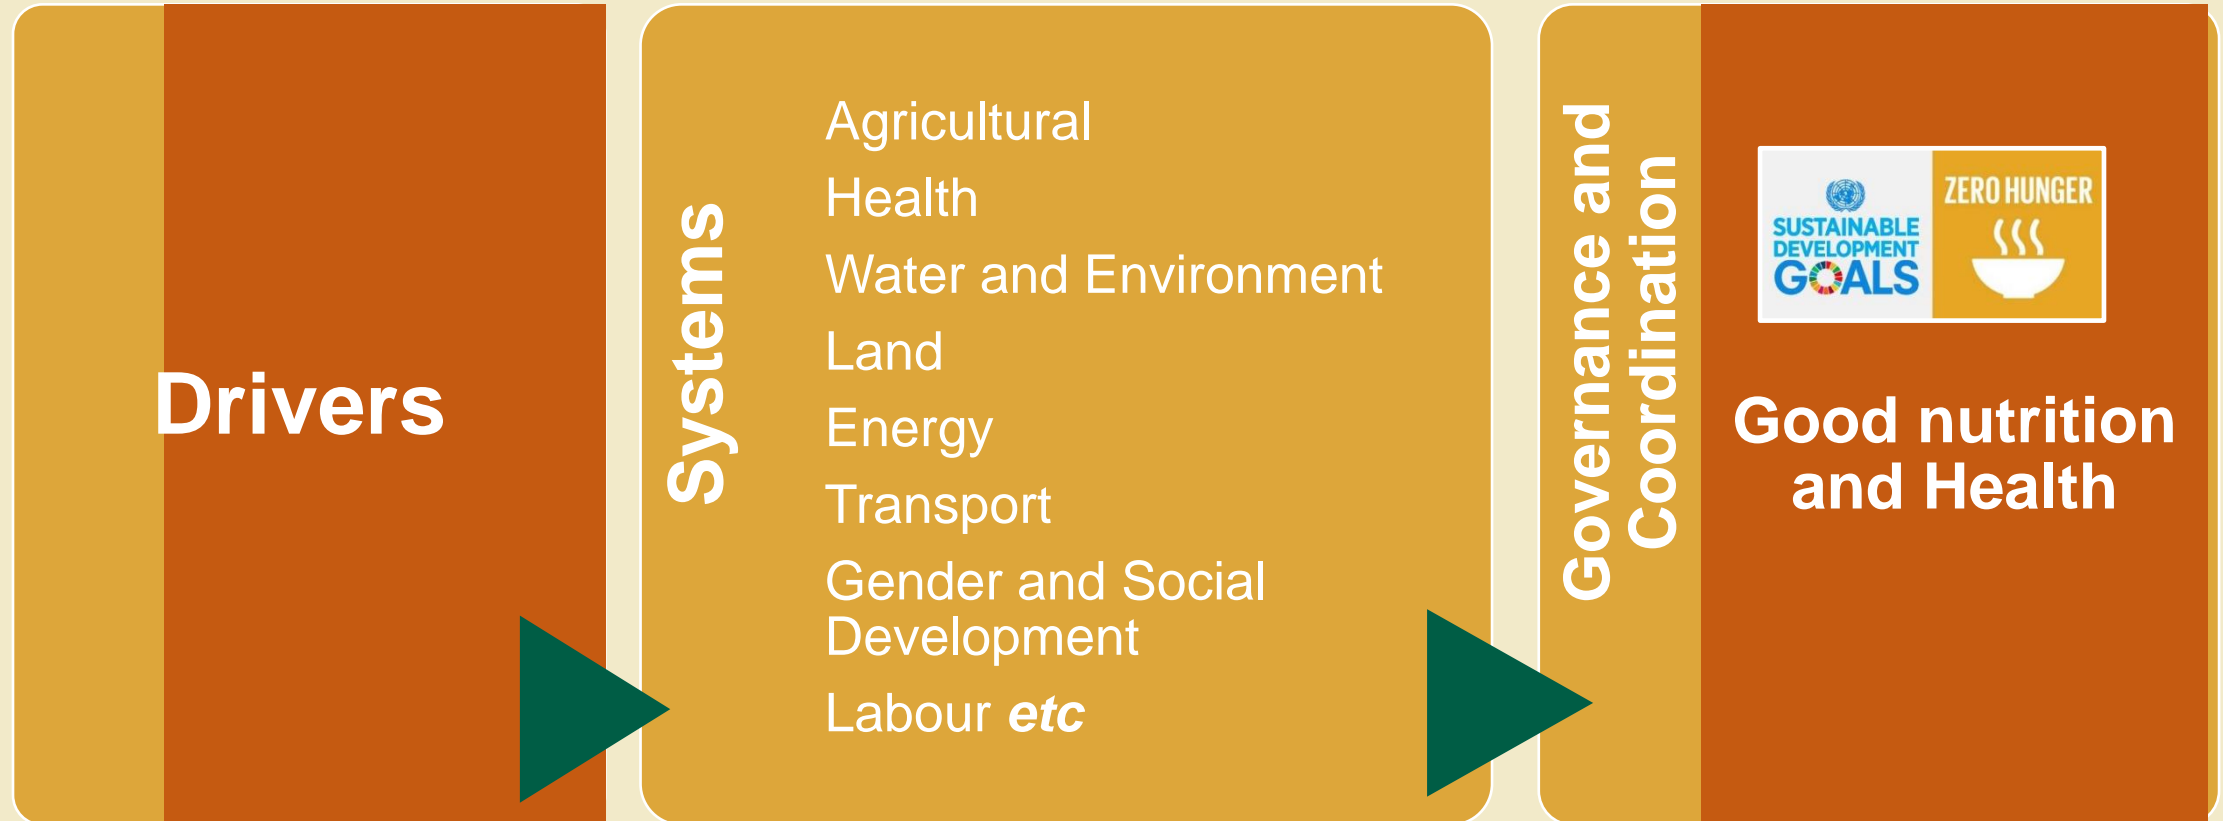 Drivers
Systems
Agricultural
Health
Water and Environment
Land
Energy
Transport
Gender and Social
Development
Labour etc
Governance and
Coordination
SUSTAINABLE
DEVELOPMENT
GOALS
ZERO HUNGER
Good nutrition
and Health